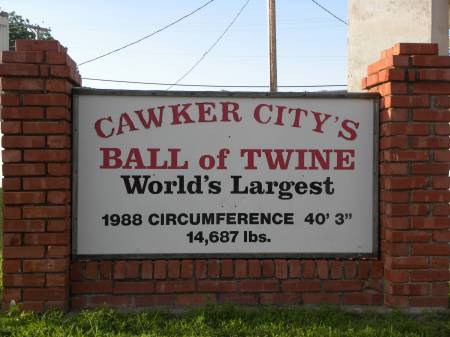 CAWKER CITY'S
BALL of TWINE
World's Largest
1988 CIRCUMFERENCE 40' 3"
14,687 lbs.